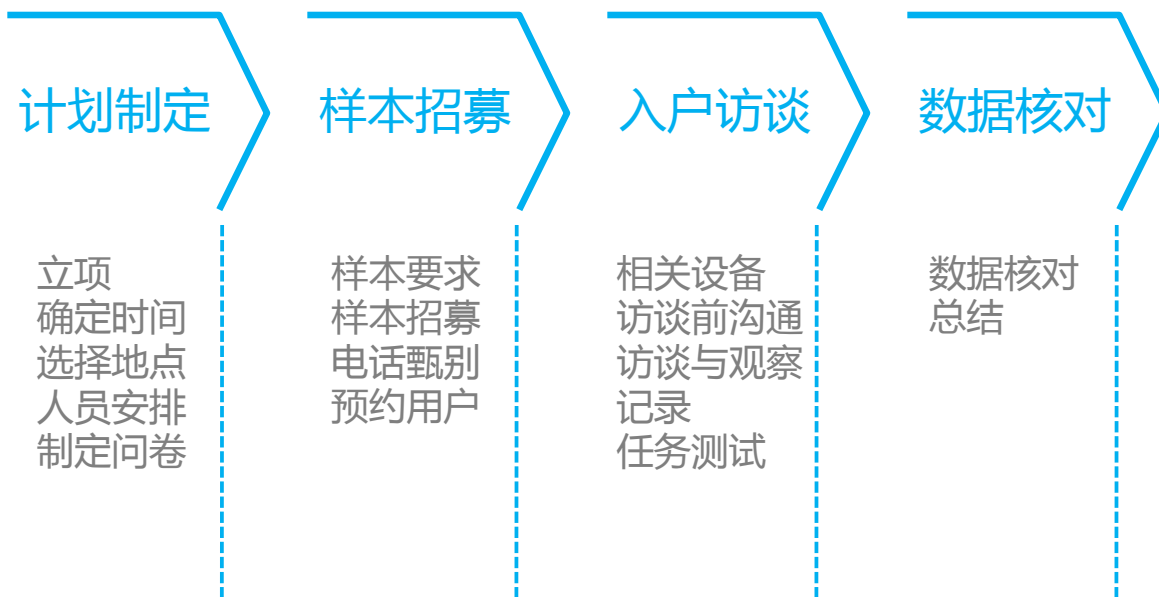 计划制定
立项
确定时间
选择地点
人员安排
制定问卷
样本招募
样本要求
样本招募
电话甄别
预约用户
入户访谈
相关设备
访谈前沟通
访谈与观察
记录
任务测试
数据核对
数据核对
总结